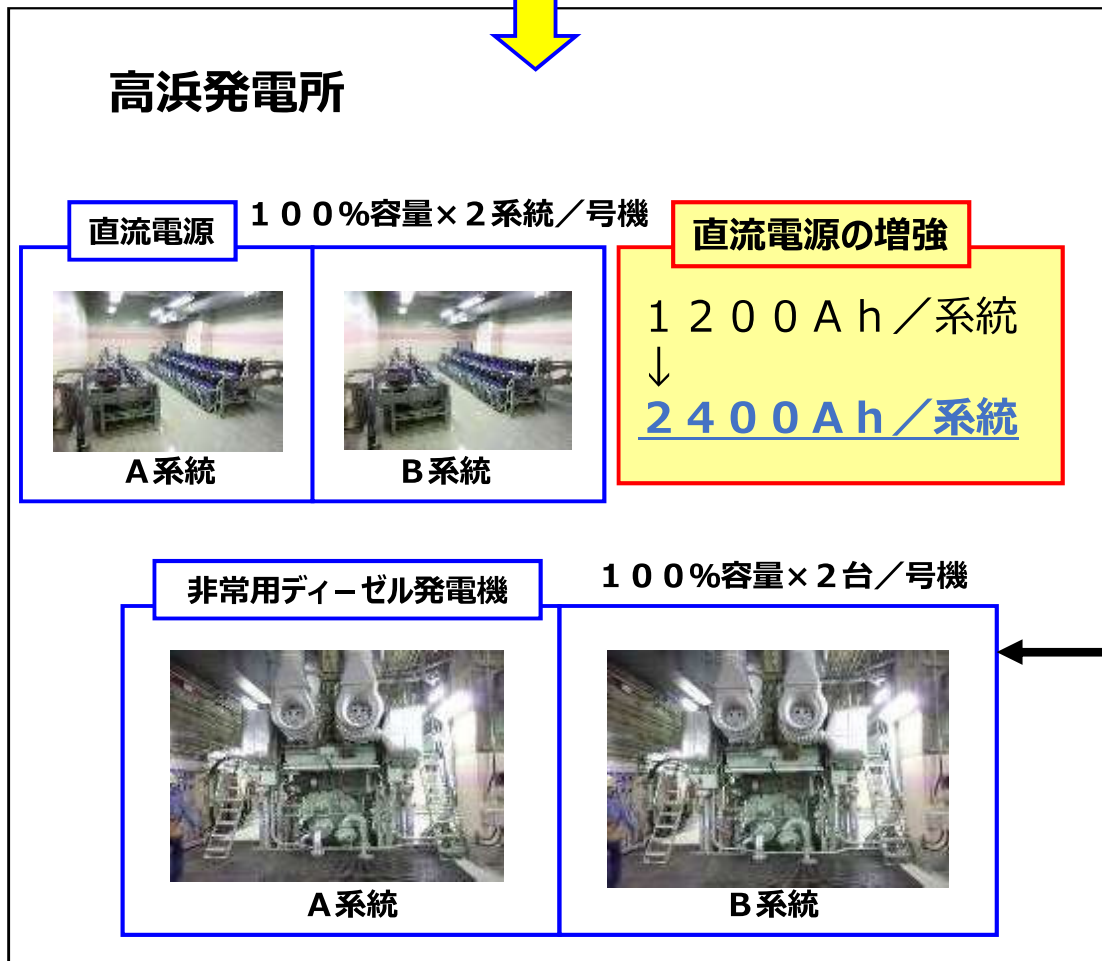 高浜発電所
直流電源
１００％容量×２系統／号機
A系統
B系統
直流電源の増強
１２００Ａｈ／系統
↓
２４００Ａｈ／系統
非常用ディーゼル発電機
１００％容量×２台／号機
A系統
B系統